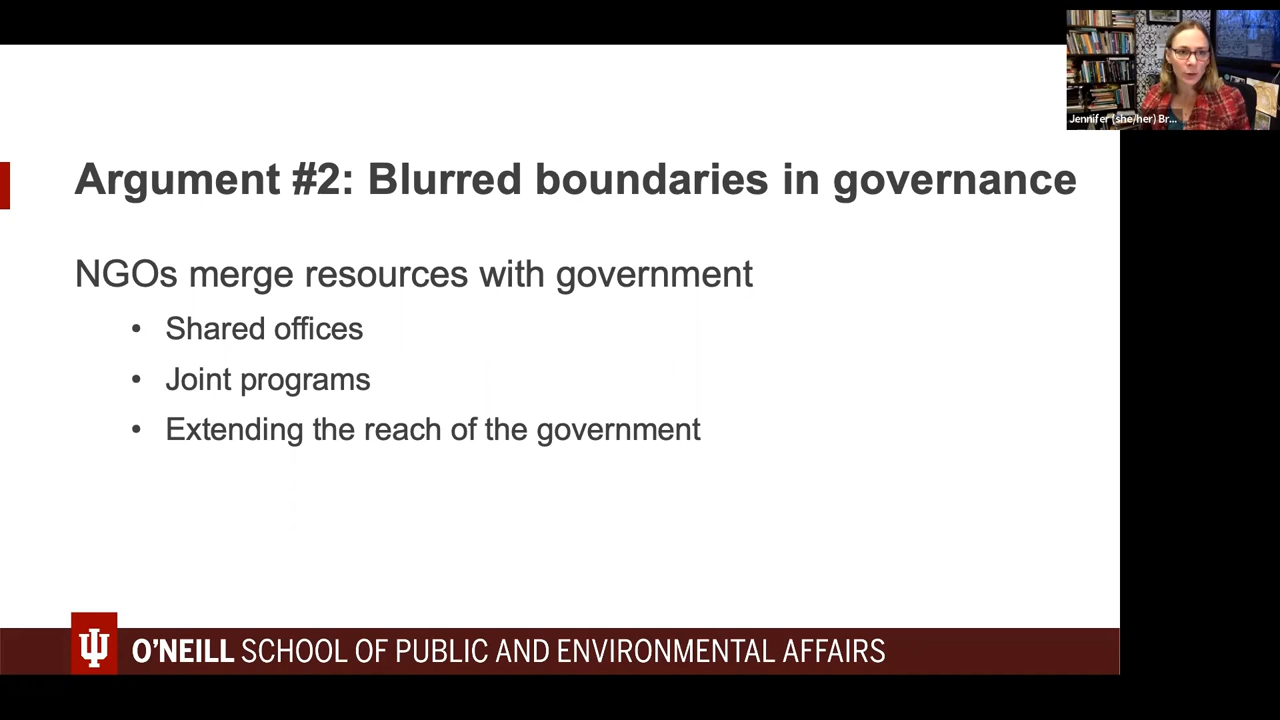 Jennifer (she/her) Br...
Argument #2: Blurred boundaries in governance
NGOs merge resources with government
• Shared offices
• Joint programs
• Extending the reach of the government
O'NEILL SCHOOL OF PUBLIC AND ENVIRONMENTAL AFFAIRS